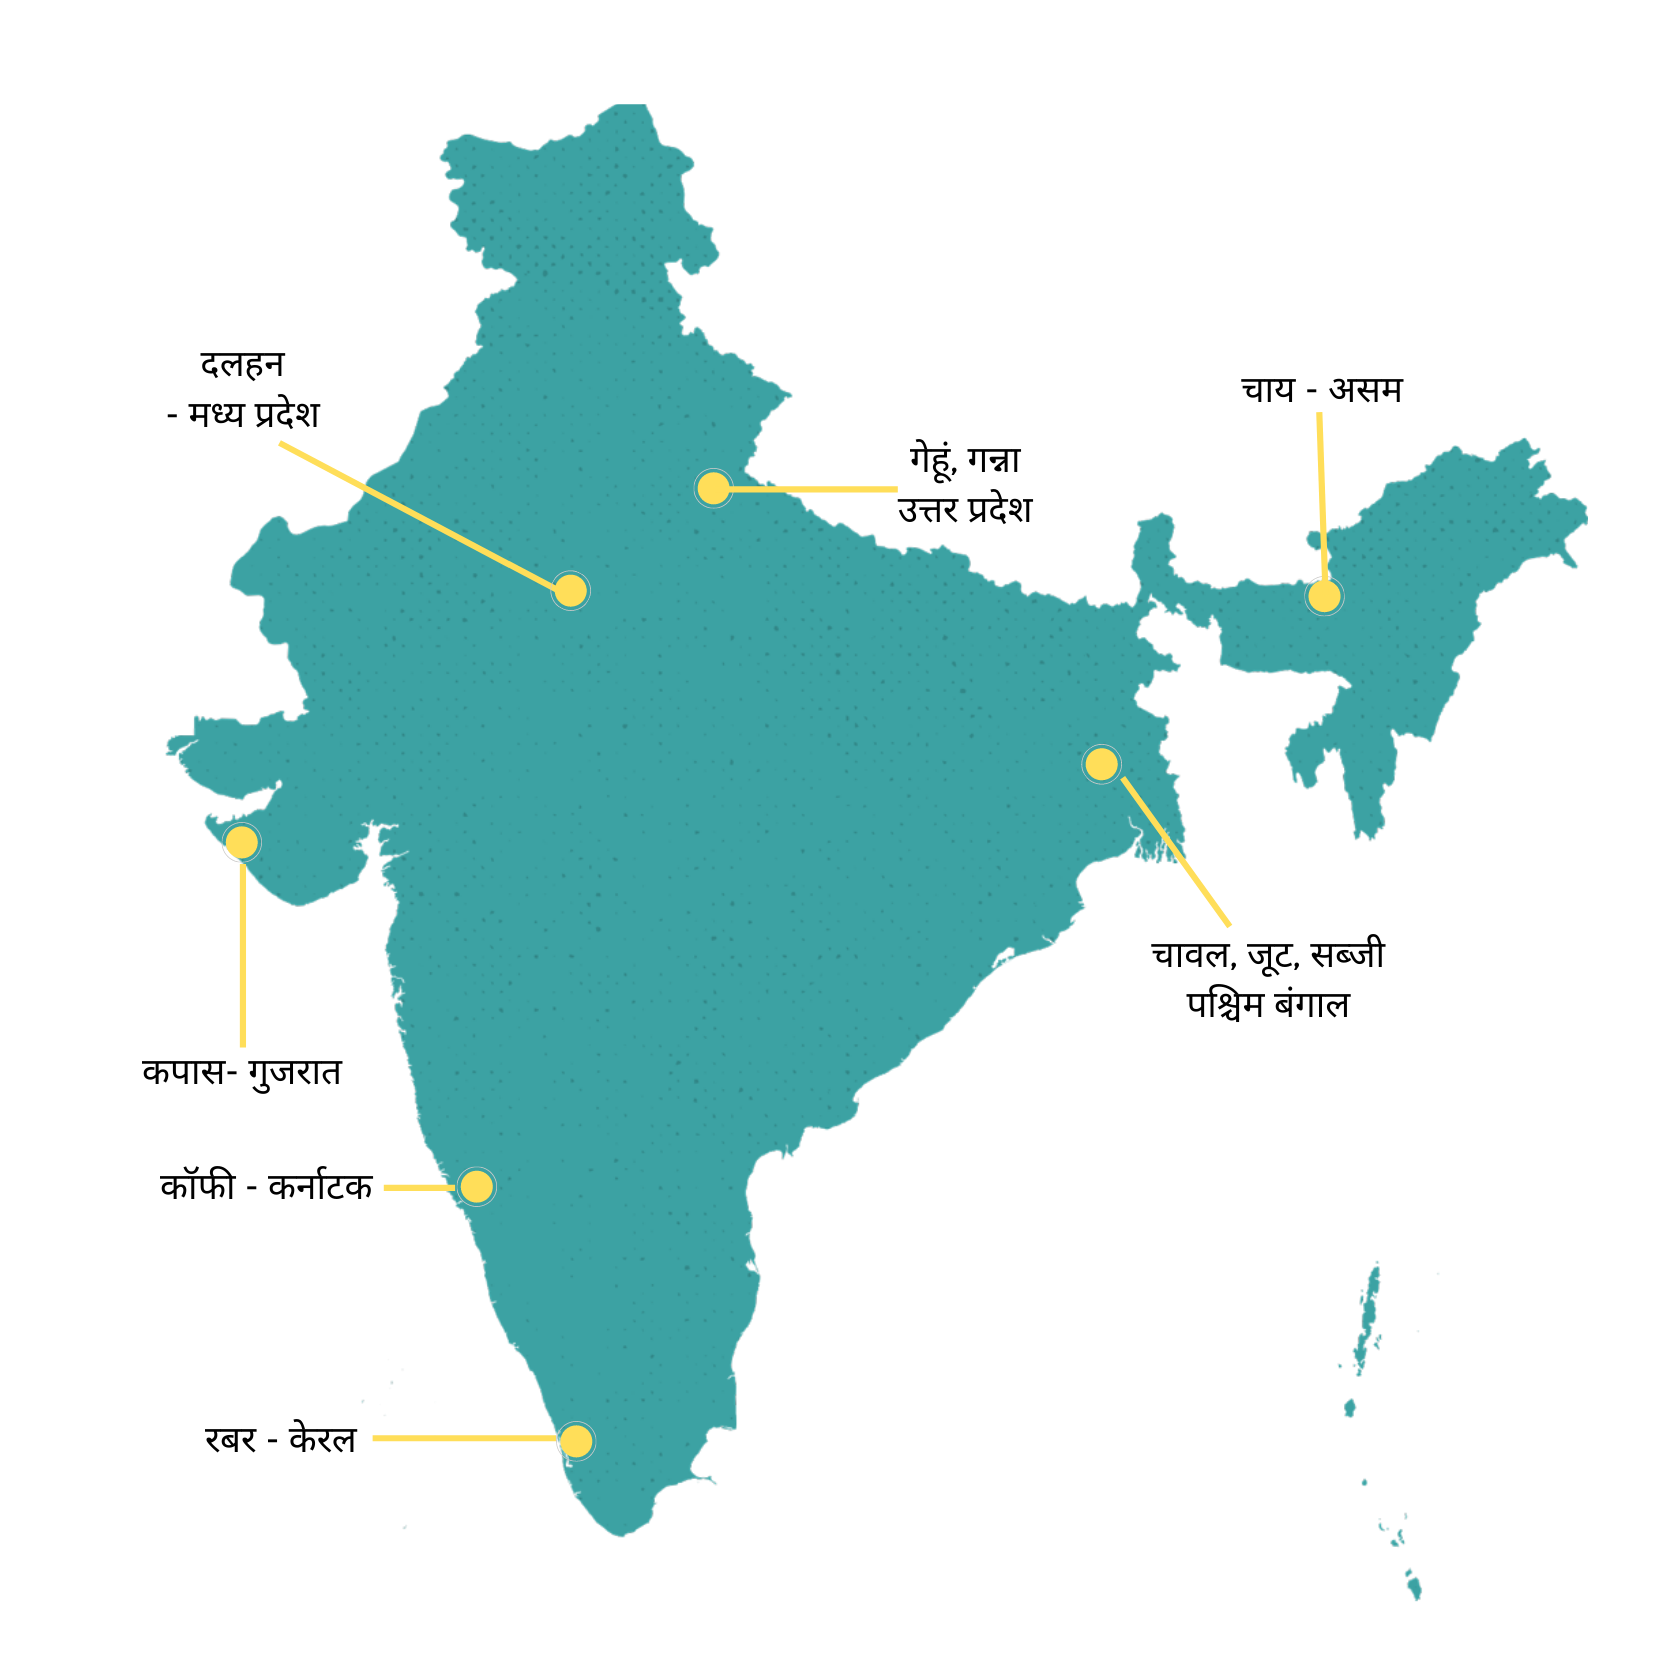 दलहन
- मध्य प्रदेश
चाय - असम
गेहूं, गन्ना
उत्तर प्रदेश
चावल, जूट, सब्जी
पश्चिम बंगाल
कपास- गुजरात
कॉफी - कर्नाटक
रबर - केरल